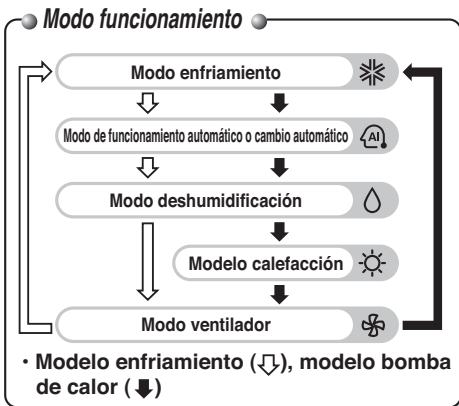 Modo funcionamiento
Modo enfriamiento
Modo de funcionamiento automático o cambio automático
AI
Modo deshumidificación
Modelo calefacción
Modo ventilador
· Modelo enfriamiento (⇩), modelo bomba
de calor (⬇)